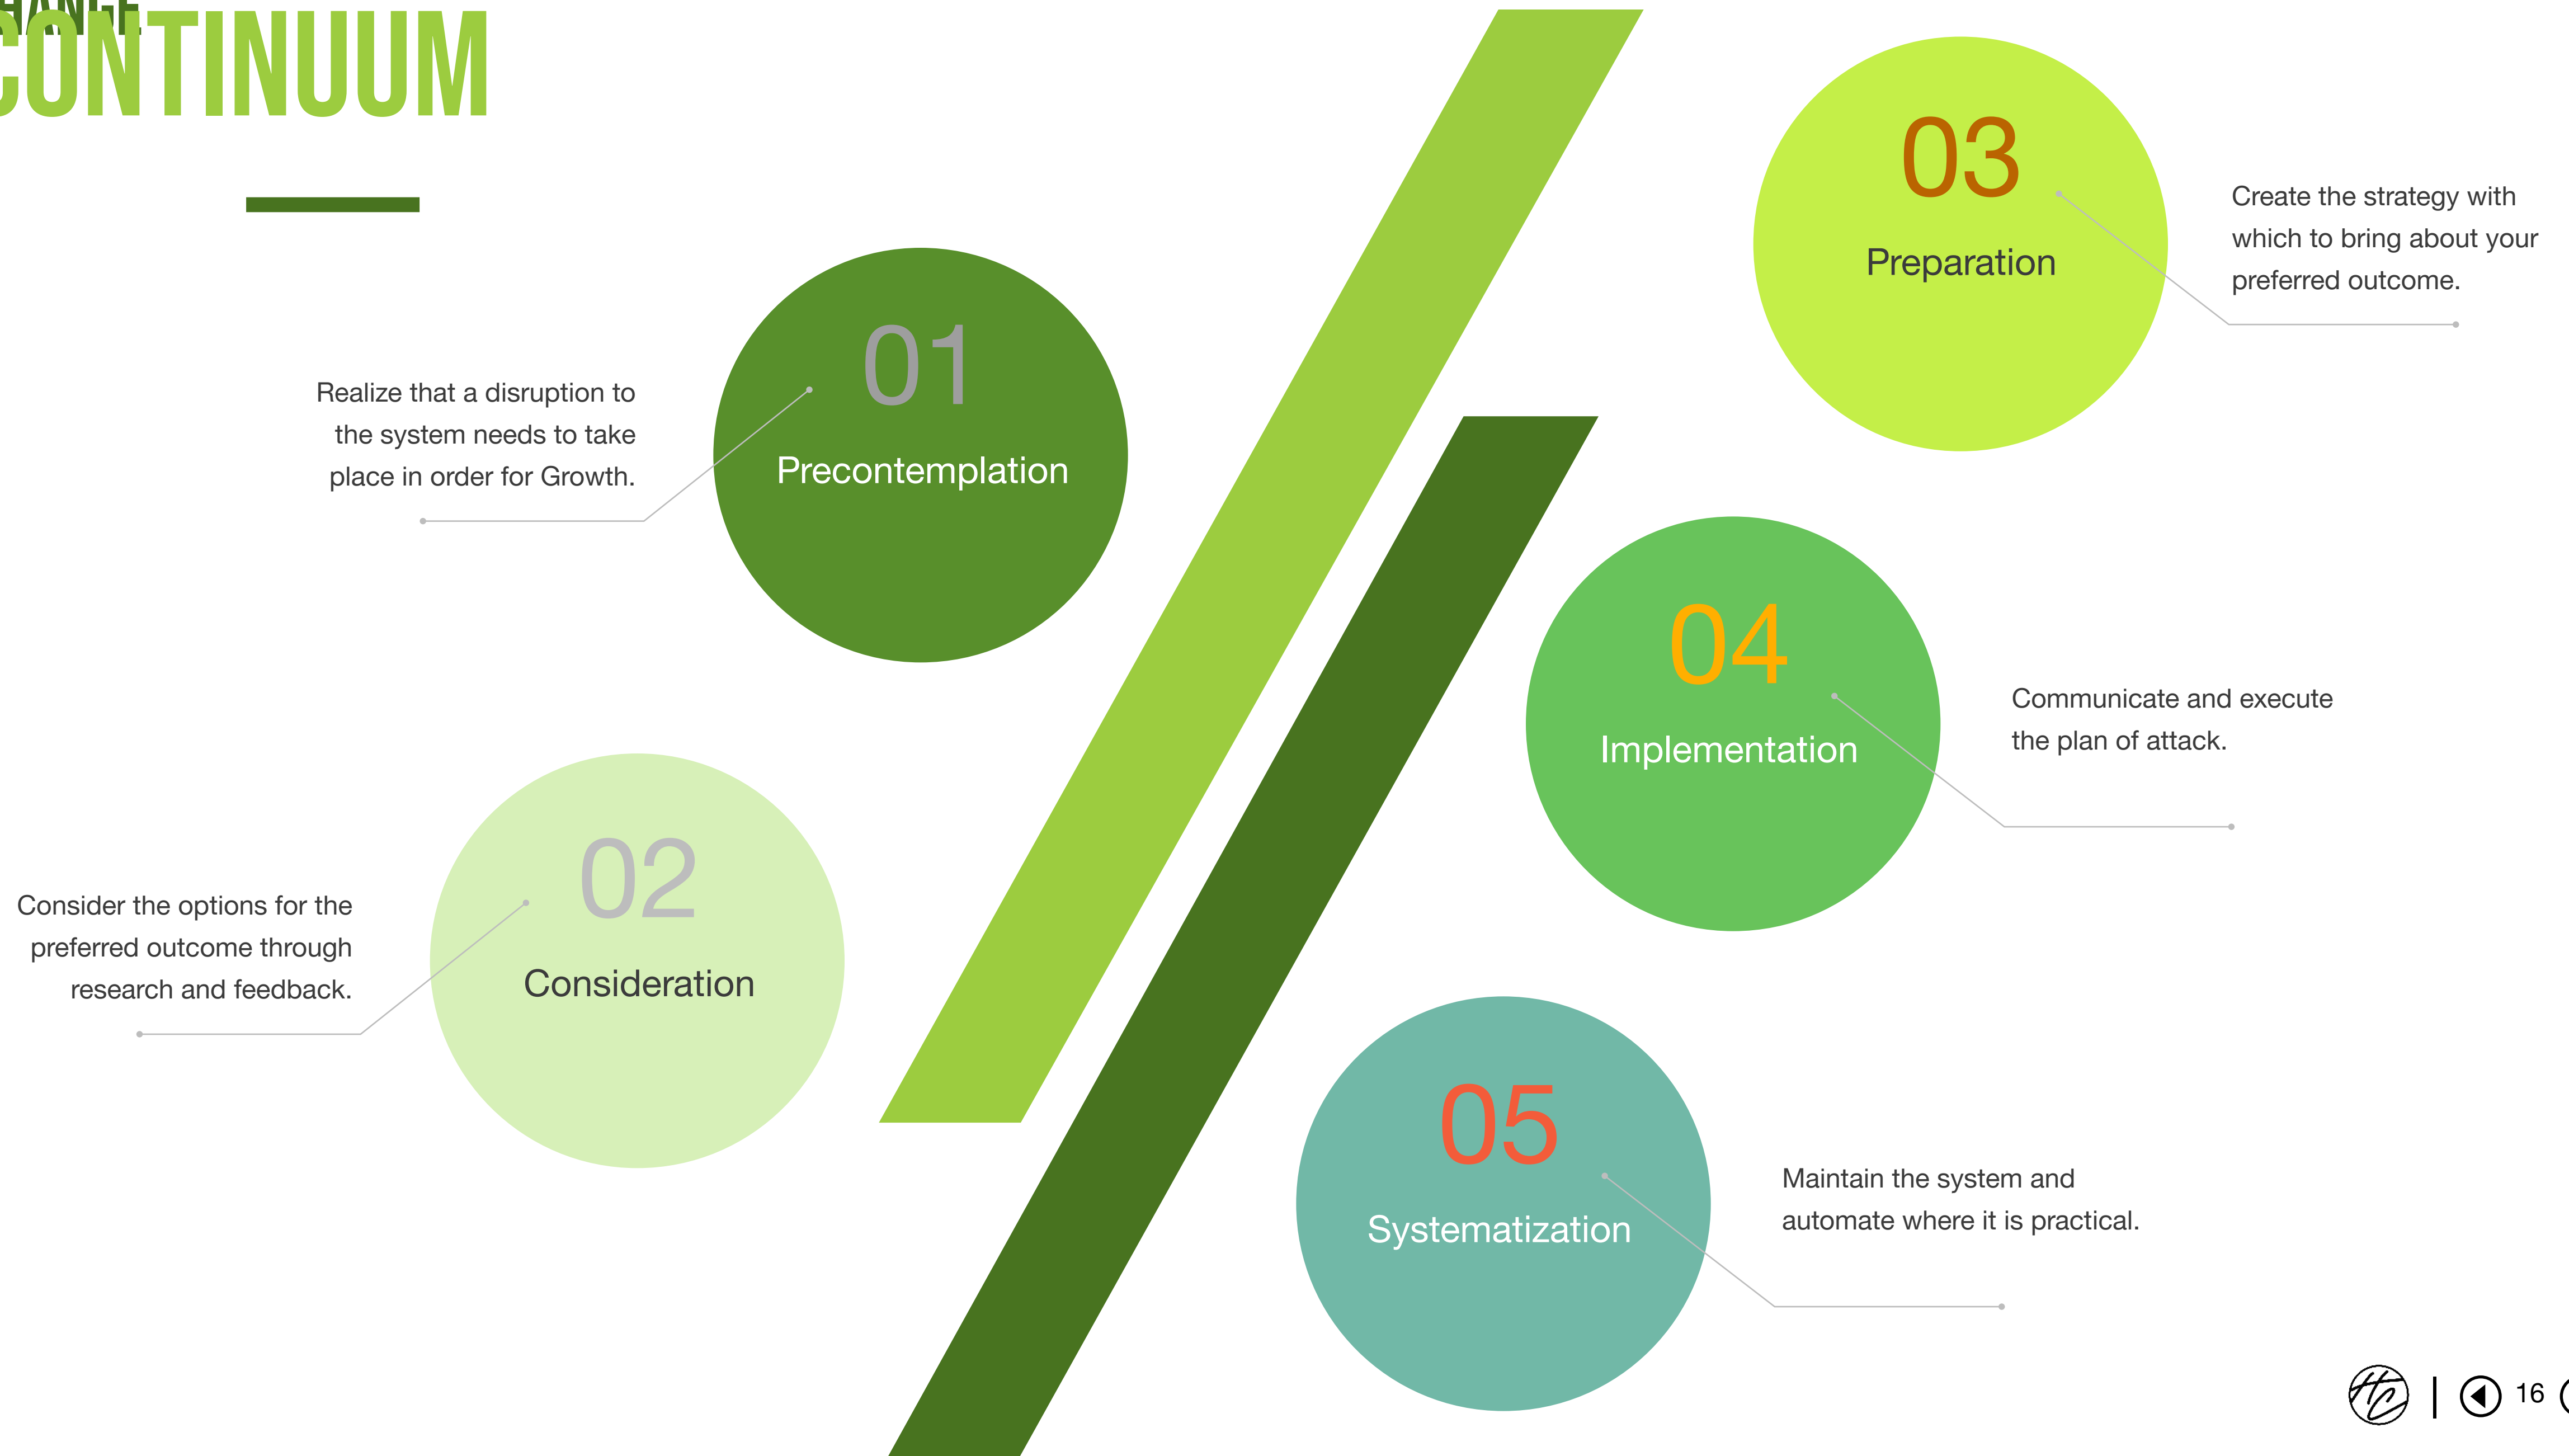 CONTINUUM
01
Precontemplation
Realize that a disruption to
the system needs to take
place in order for Growth.
02
Consideration
Consider the options for the
preferred outcome through
research and feedback.
03
Preparation
Create the strategy with
which to bring about your
preferred outcome.
04
Implementation
Communicate and execute
the plan of attack.
05
Systematization
Maintain the system and
automate where it is practical.
16